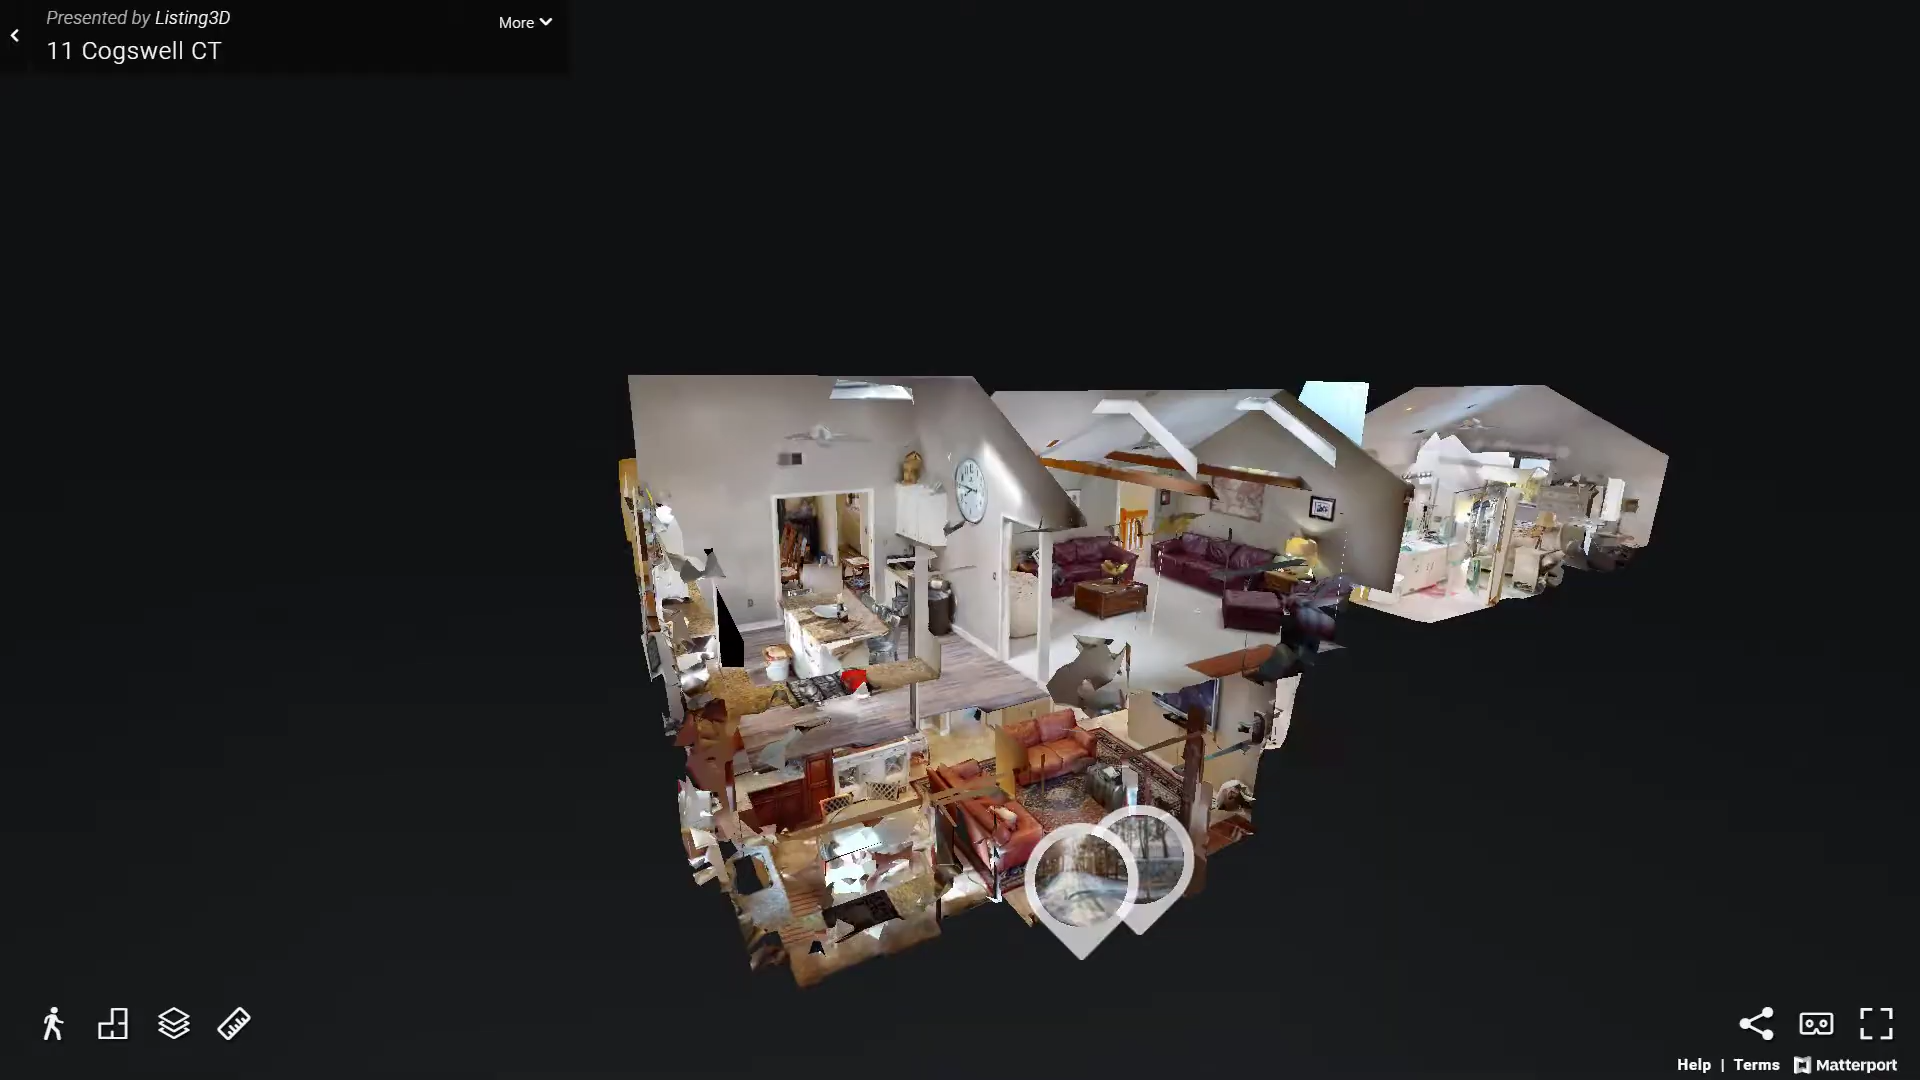 Presented by Listing3D
More
11 Cogswell CT
Help | Terms Matterport